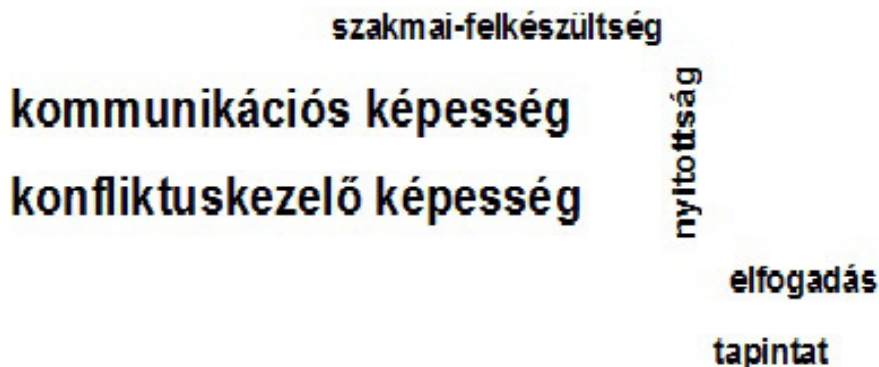 szakmai-felkészültség
kommunikációs képesség
nyitottság
konfliktuskezelő képesség
elfogadás
tapintat